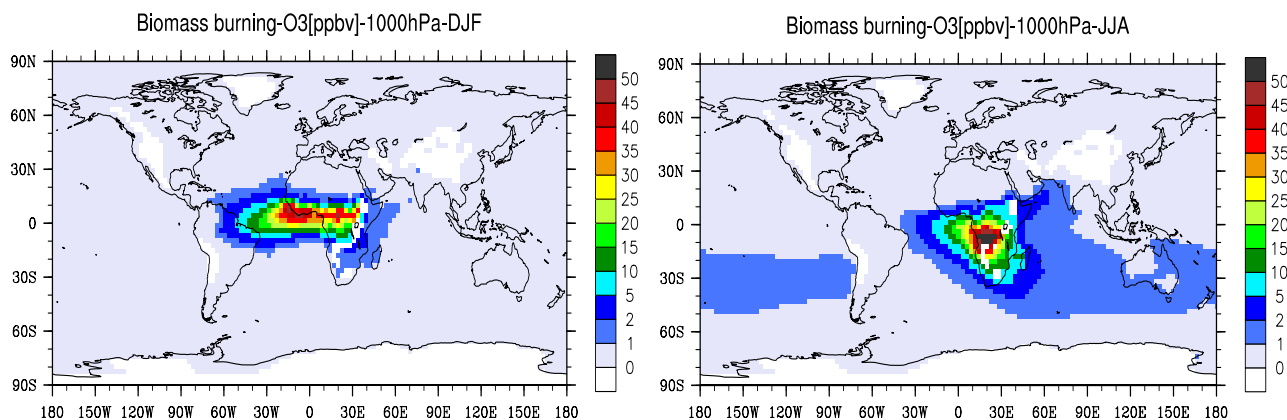 Biomass burning-O3[ppbv]-1000hPa-DJF
90N
60N
30N
0
30S
60S
90S
180 150W 120W 90W 60W 30W 0 30E 60E 90E 120E 150E 180
50
45
40
35
30
25
20
15
10
5
2
1
0
Biomass burning-O3[ppbv]-1000hPa-JJA
90N
60N
30N
0
30S
60S
90S
180 150W 120W 90W 60W 30W 0 30E 60E 90E 120E 150E 180
50
45
40
35
30
25
20
15
10
5
2
1
0